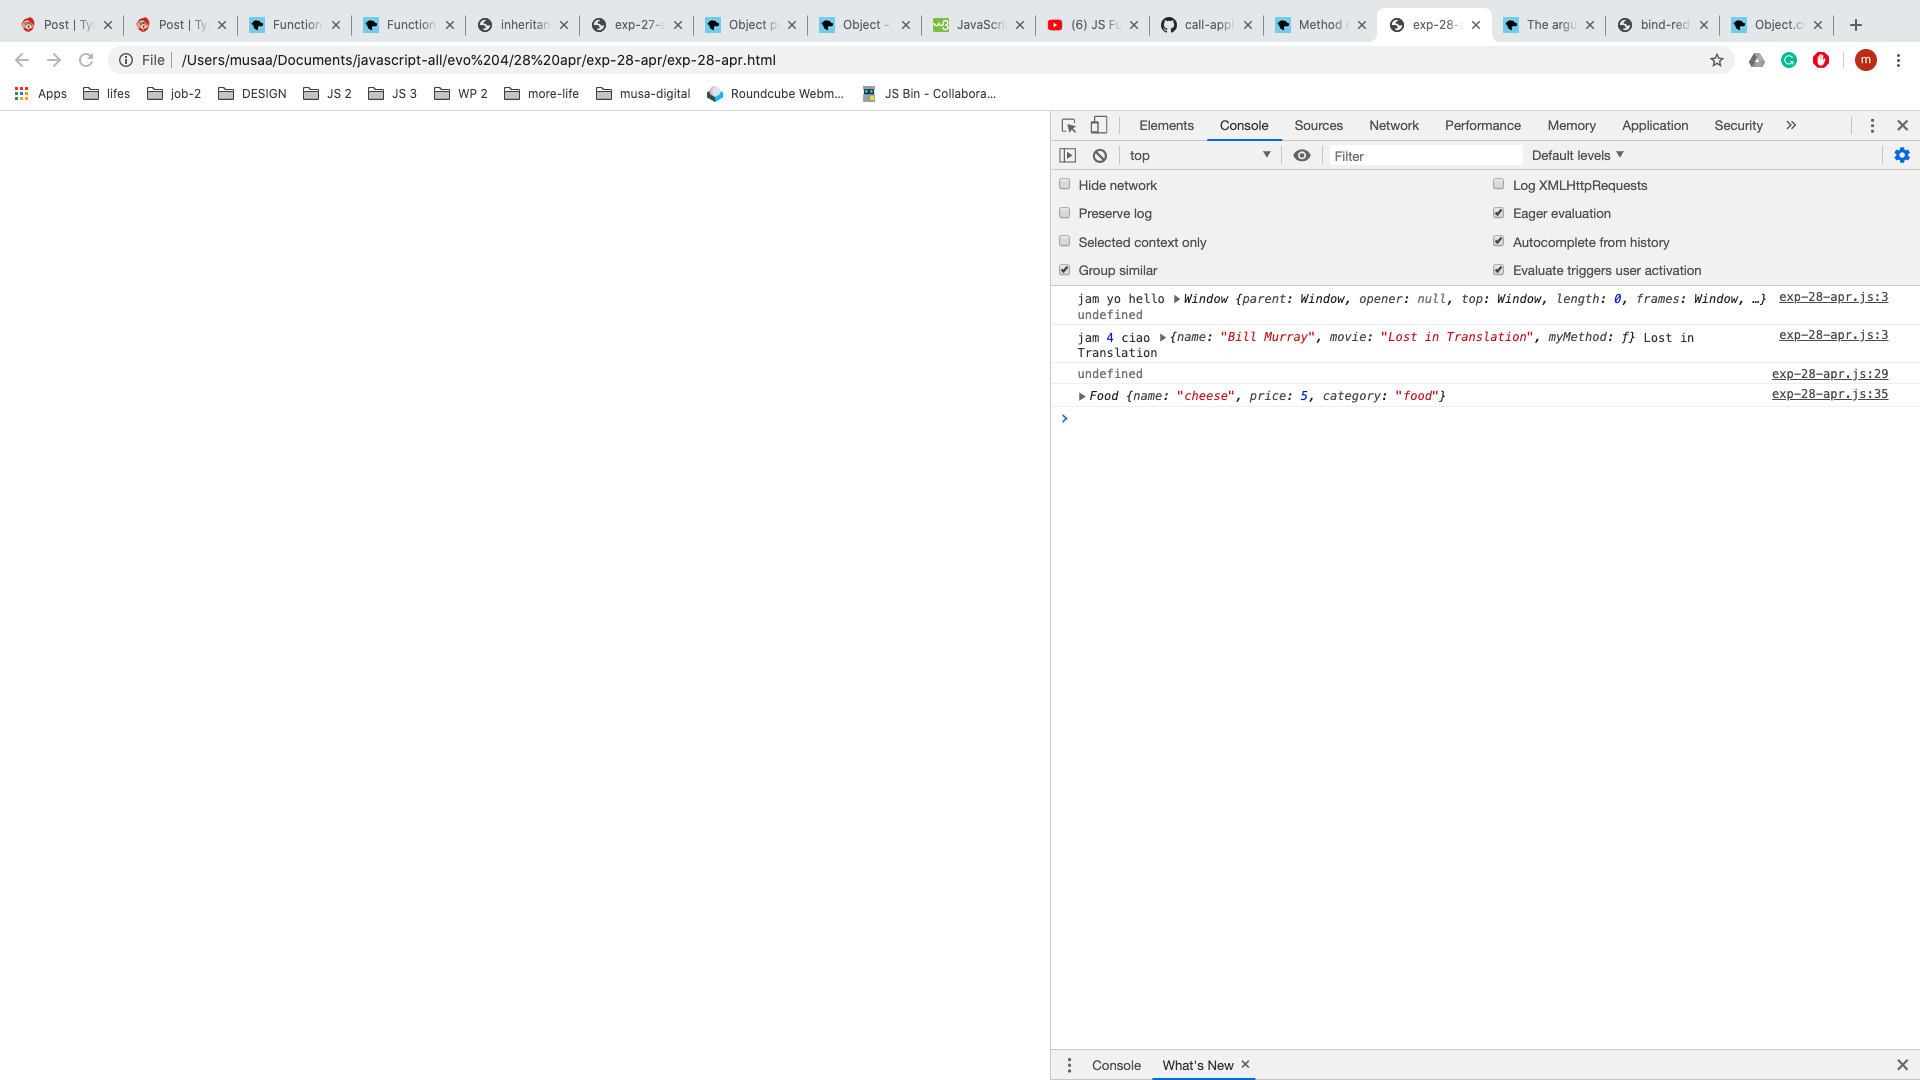 Post | Ty
Post | Ty
Function
Function
inheritan
exp-27-a
Object p
Object -
JavaScri
(6) JS Fu
call-appl
Method
exp-28-a
The argu
bind-red
Object.c
File
/Users/musaa/Documents/javascript-all/evo%204/28%20apr/exp-28-apr/exp-28-apr.html
m
Apps
lifes
job-2
DESIGN
JS 2
JS 3
WP 2
more-life
musa-digital
Roundcube Webm...
JS Bin - Collabora...
Elements
Console
Sources
Network
Performance
Memory
Application
Security
top
Filter
Default levels
Hide network
Log XMLHttpRequests
Preserve log
Eager evaluation
Selected context only
Autocomplete from history
Group similar
Evaluate triggers user activation
jam yo hello ▶Window {parent: Window, opener: null, top: Window, length: 0, frames: Window, …} exp-28-apr.js:3
undefined
jam 4 ciao ▶{name: "Bill Murray", movie: "Lost in Translation", myMethod: ƒ} Lost in exp-28-apr.js:3
Translation
undefined exp-28-apr.js:29
▶Food {name: "cheese", price: 5, category: "food"} exp-28-apr.js:35
Console
What's New